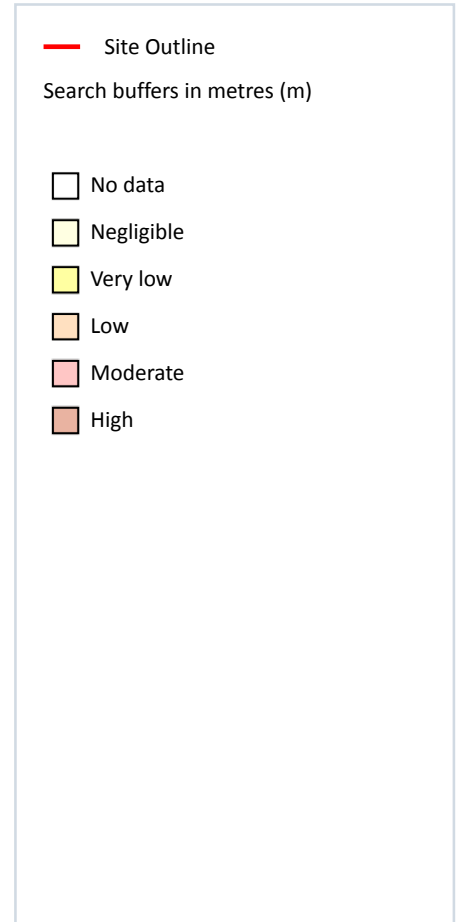 Site Outline
Search buffers in metres (m)
No data
Negligible
Very low
Low
Moderate
High